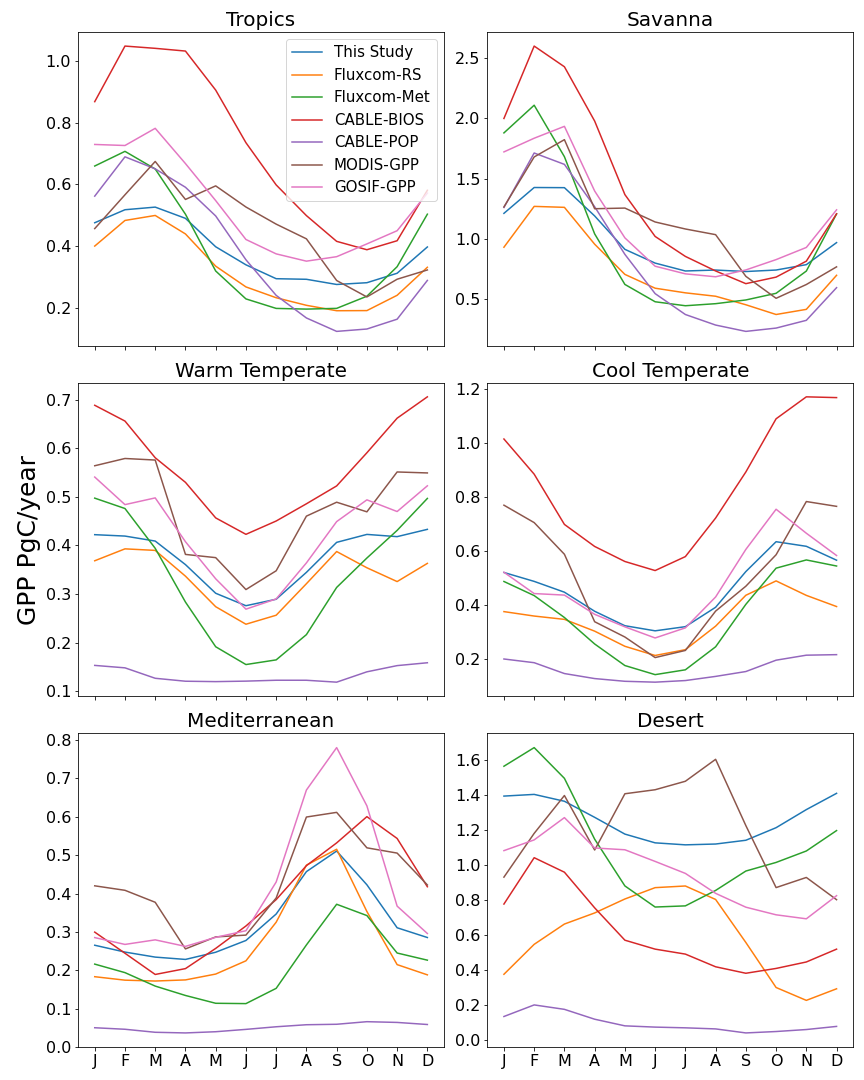 Tropics
Savanna
1.0
0.8
0.6
0.4
0.2
This Study
Fluxcom-RS
Fluxcom-Met
CABLE-BIOS
CABLE-POP
MODIS-GPP
GOSIF-GPP
2.5
2.0
1.5
1.0
0.5
Warm Temperate
Cool Temperate
GPP PgC/year
0.7
0.6
0.5
0.4
0.3
0.2
0.1
1.2
1.0
0.8
0.6
0.4
0.2
Mediterranean
Desert
0.8
0.7
0.6
0.5
0.4
0.3
0.2
0.1
0.0
J F M A M J J A S O N D
1.6
1.4
1.2
1.0
0.8
0.6
0.4
0.2
0.0
J F M A M J J A S O N D